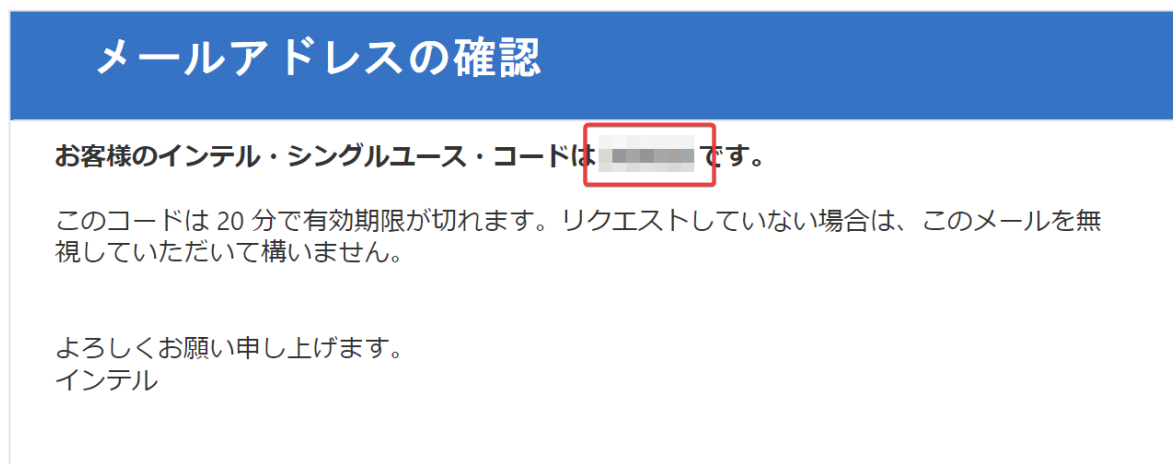 メールアドレスの確認
お客様のインテル・シングルユース・コードは です。
このコードは 20 分で有効期限が切れます。リクエストしていない場合は、このメールを無
視していただいて構いません。
よろしくお願い申し上げます。
インテル